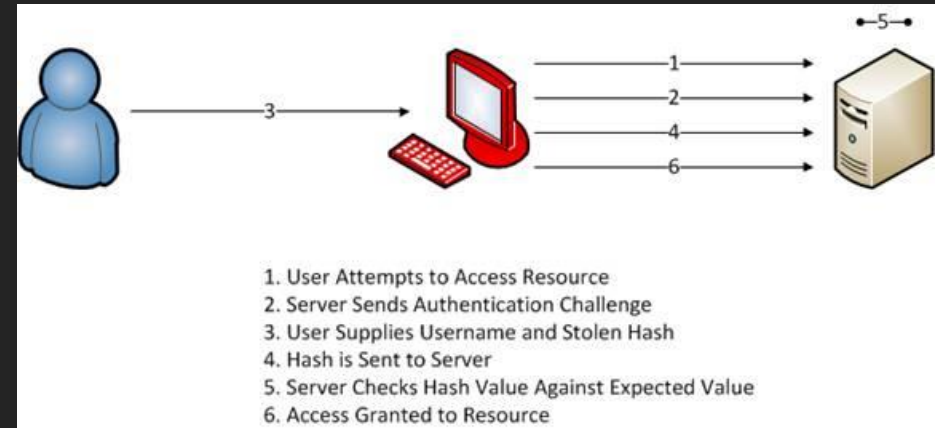 5
1
3
2
4
6
1. User Attempts to Access Resource
2. Server Sends Authentication Challenge
3. User Supplies Username and Stolen Hash
4. Hash is Sent to Server
5. Server Checks Hash Value Against Expected Value
6. Access Granted to Resource